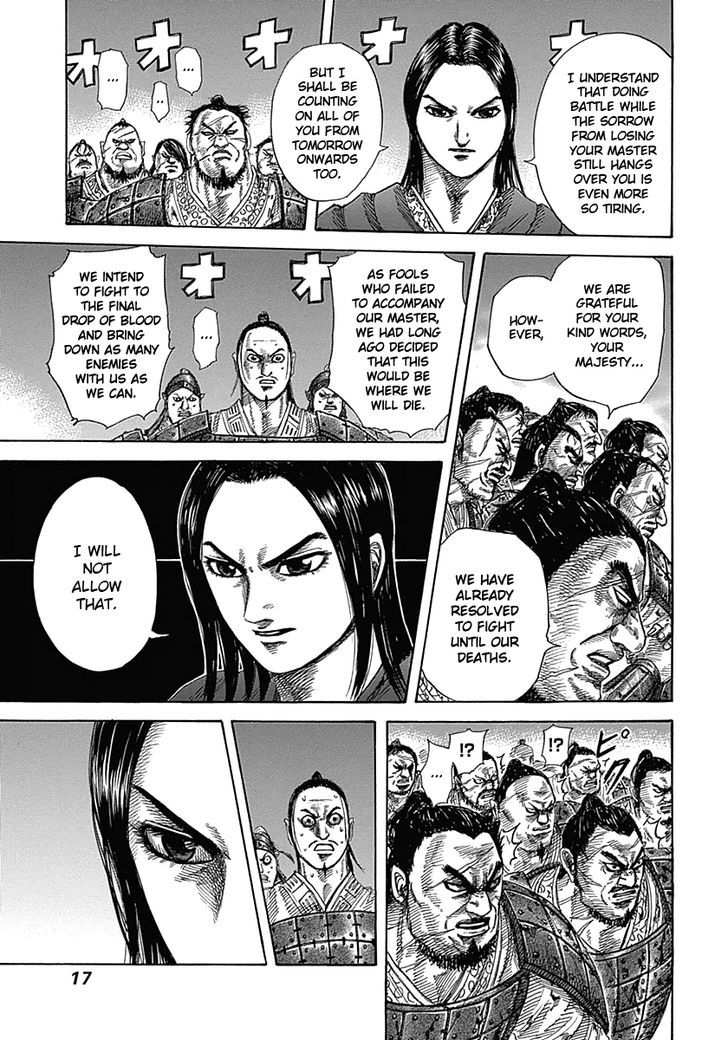 I UNDERSTAND
THAT DOING
BATTLE WHILE
THE SORROW
FROM LOSING
YOUR MASTER
STILL HANGS
OVER YOU IS
EVEN MORE
SO TIRING.
BUT I
SHALL BE
COUNTING
ON ALL OF
YOU FROM
TOMORROW
ONWARDS
TOO.
オ
オ
オ
オ
...
..
...
WE ARE
GRATEFUL
FOR YOUR
KIND WORDS,
YOUR
MAJESTY...
HOW-
EVER,
WE HAVE
ALREADY
RESOLVED
TO FIGHT
UNTIL OUR
DEATHS.
AS FOOLS
WHO FAILED
TO ACCOMPANY
OUR MASTER,
WE HAD LONG
AGO DECIDED
THAT THIS
WOULD BE
WHERE WE
WILL DIE.
オ
オ
...
WE INTEND
TO FIGHT TO
THE FINAL
DROP OF BLOOD
AND BRING
DOWN AS MANY
ENEMIES
WITH US AS
WE CAN.
I WILL
NOT
ALLOW
THAT.
ピク
!?
!?
...
17